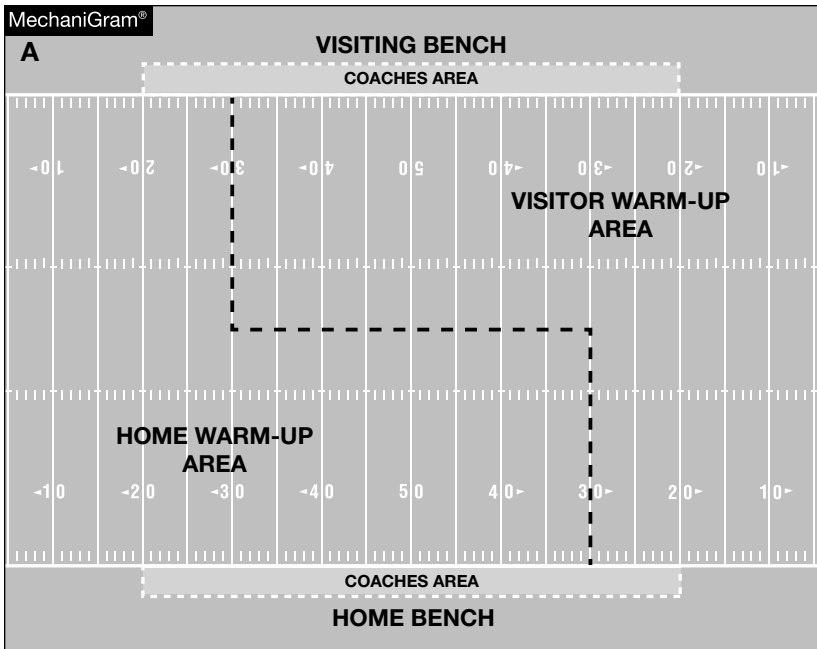 MechaniGram®
A
VISITING BENCH
COACHES AREA
◄10 ◄20 ◄30 ◄40 50 40► 30► 20► 10►
VISITOR WARM-UP
AREA
HOME WARM-UP
AREA
◄10 ◄20 ◄30 ◄40 50 40► 30► 20► 10►
COACHES AREA
HOME BENCH